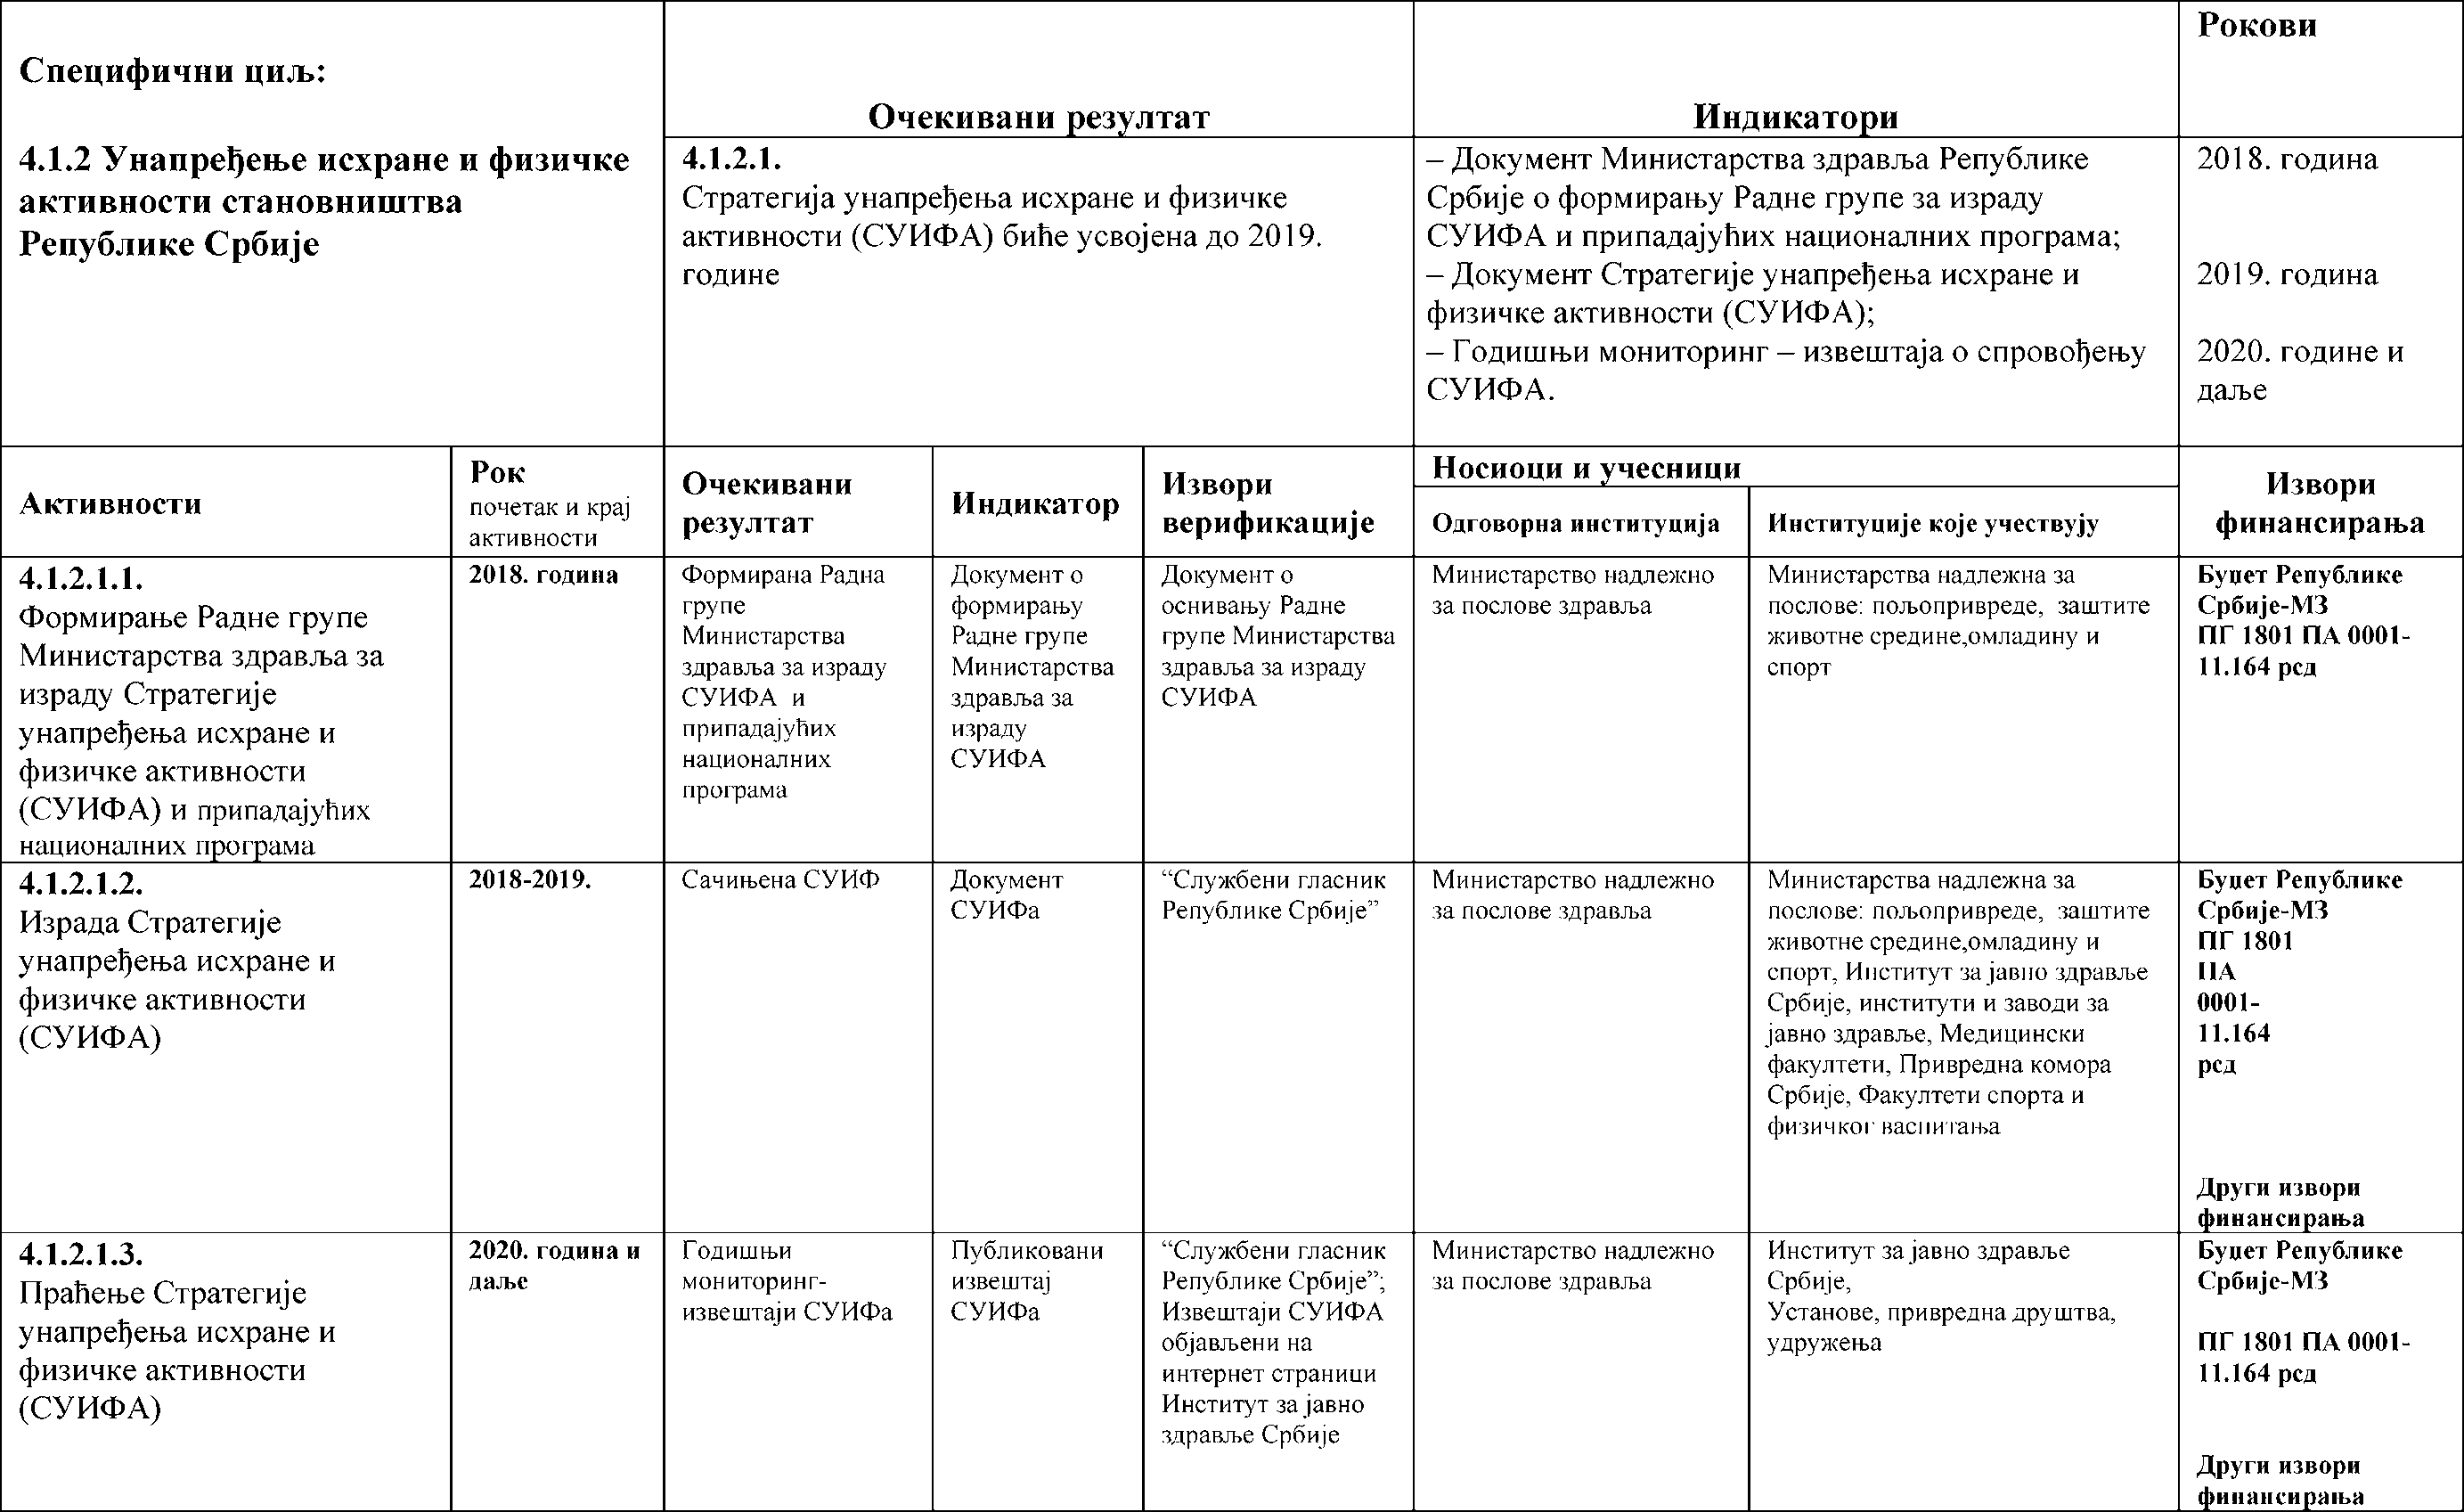 Специфични циљ:
4.1.2 Унапређење исхране и физичке
активности становништва
Републике Србије
Очекивани резултат
Индикатори
Рокови
4.1.2.1.
Стратегија унапређења исхране и физичке
активности (СУИФА) биће усвојена до 2019.
године
– Документ Министарства здравља Републике
Србије о формирању Радне групе за израду
СУИФА и припадајућих националних програма;
– Документ Стратегије унапређења исхране и
физичке активности (СУИФА);
– Годишњи мониторинг – извештаја о спровођењу
СУИФА.
2018. година
2019. година
2020. године и
даље
Активности
Рок
почетак и крај
активности
Очекивани
резултат
Индикатор
Извори
верификације
Носиоци и учесници
Одговорна институција
Институције које учествују
Извори
финансирања
4.1.2.1.1.
Формирање Радне групе
Министарства здравља за
израду Стратегије
унапређења исхране и
физичке активности
(СУИФА) и припадајућих
националних програма
2018. година
Формирана Радна
групе
Министарства
здравља за израду
СУИФА  и
припадајућих
националних
програма
Документ о
формирању
Радне групе
Министарства
здравља за
израду
СУИФА
Документ о
оснивању Радне
групе Министарства
здравља за израду
СУИФА
Министарство надлежно
за послове здравља
Министарства надлежна за
послове: пољопривреде,  заштите
животне средине,омладину и
спорт
Буџет Републике
Србије-МЗ
ПГ 1801 ПА 0001-
11.164 рсд
4.1.2.1.2.
Израда Стратегије
унапређења исхране и
физичке активности
(СУИФА)
2018-2019.
Сачињена СУИФ
Документ
СУИФа
“Службени гласник
Републике Србије”
Министарство надлежно
за послове здравља
Министарства надлежна за
послове: пољопривреде,  заштите
животне средине,омладину и
спорт, Институт за јавно здравље
Србије, институти и заводи за
јавно здравље, Медицински
факултети, Привредна комора
Србије, Факултети спорта и
физичког васпитања
Буџет Републике
Србије-МЗ
ПГ 1801
ПА
0001-
11.164
рсд
Други извори
финансирања
4.1.2.1.3.
Праћење Стратегије
унапређења исхране и
физичке активности
(СУИФА)
2020. година и
даље
Годишњи
мониторинг-
извештаји СУИФа
Публиковани
извештај
СУИФа
“Службени гласник
Републике Србије”;
Извештаји СУИФА
објављени на
интернет страници
Институт за јавно
здравље Србије
Министарство надлежно
за послове здравља
Институт за јавно здравље
Србије,
Установе, привредна друштва,
удружења
Буџет Републике
Србије-МЗ
ПГ 1801 ПА 0001-
11.164 рсд
Други извори
финансирања